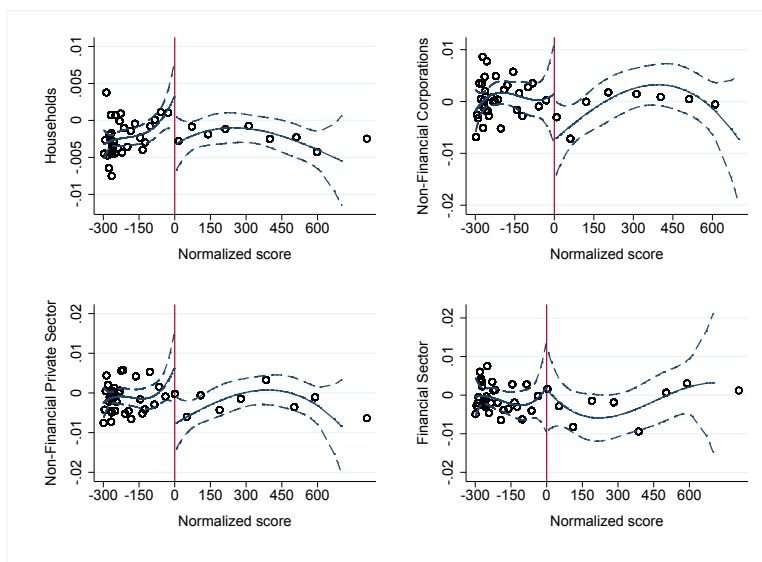 Households
.01
.005
0
-.005
-.01
-300 -150 0 150 300 450 600
Normalized score
Non-Financial Corporations
.01
0
-.01
-.02
-300 -150 0 150 300 450 600
Normalized score
Non-Financial Private Sector
.02
.01
0
-.01
-.02
-300 -150 0 150 300 450 600
Normalized score
Financial Sector
.02
.01
0
-.01
-.02
-300 -150 0 150 300 450 600 750
Normalized score